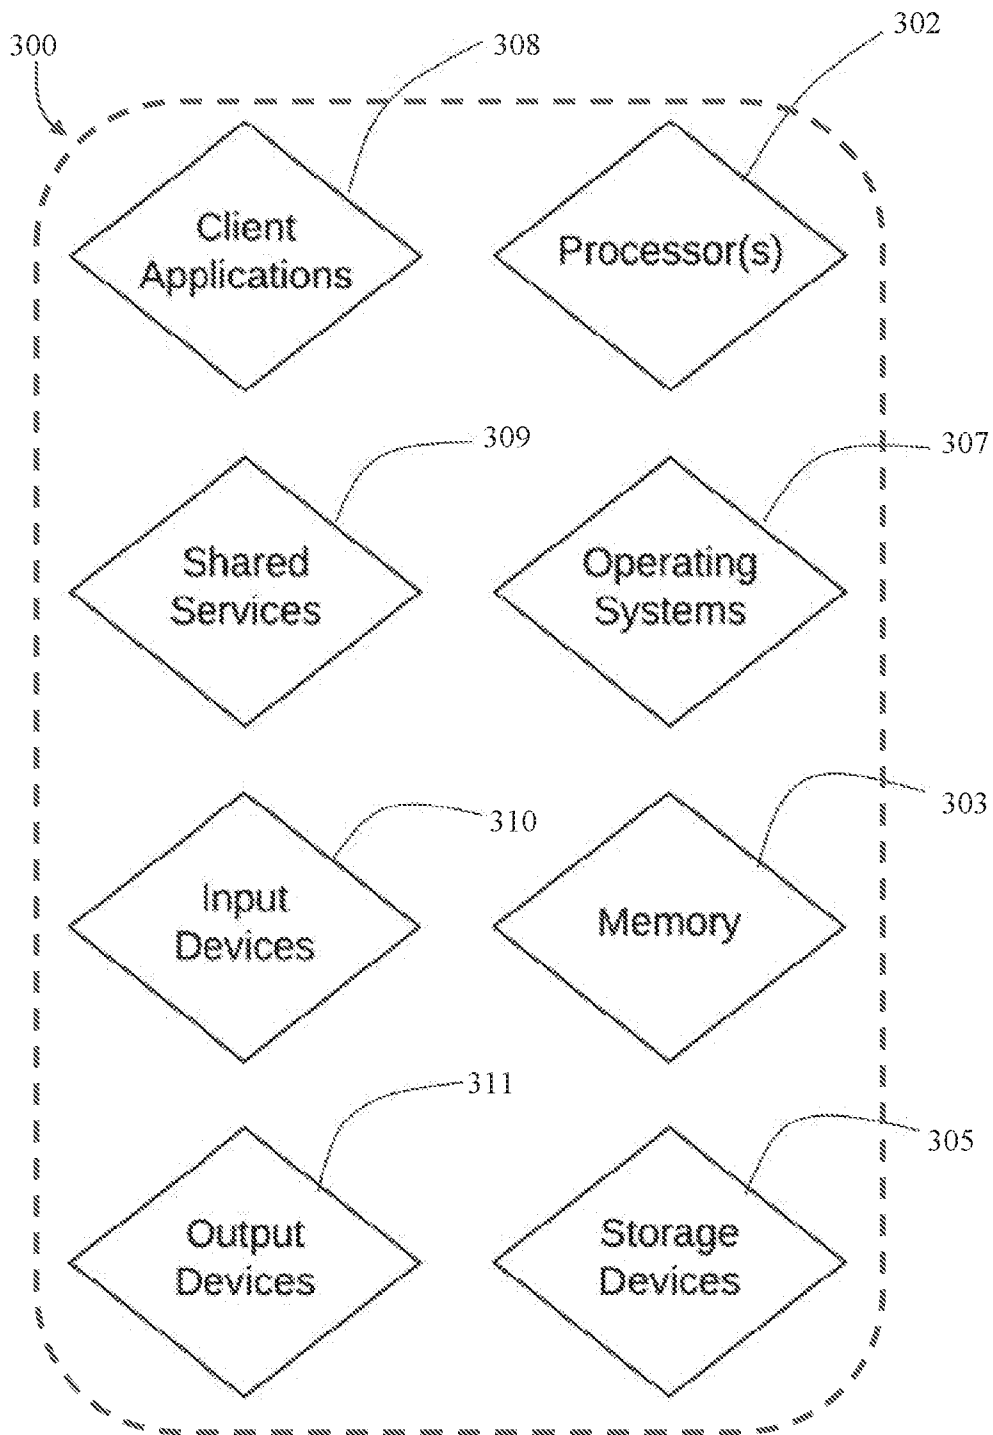 300
308
302
Client
Applications
Processor(s)
309
307
Shared
Services
Operating
Systems
310
303
Input
Devices
Memory
311
305
Output
Devices
Storage
Devices